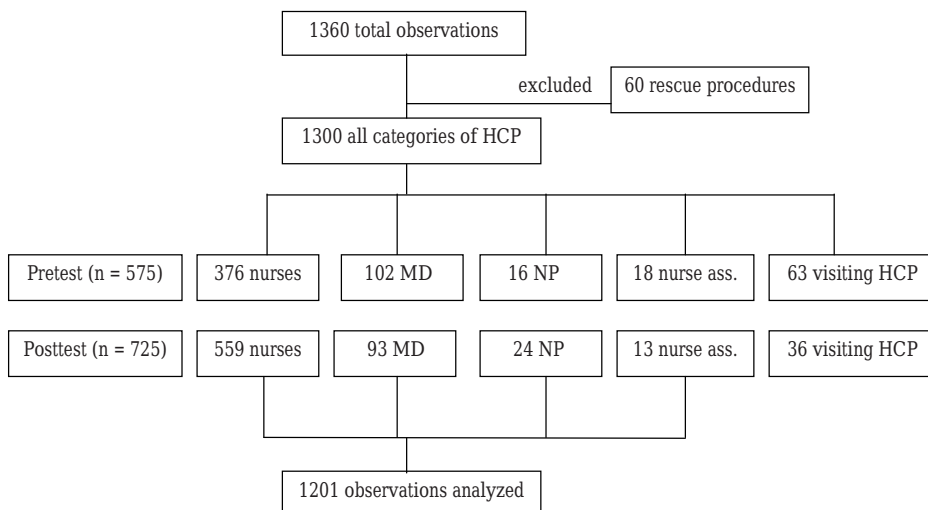 1360 total observations
excluded
60 rescue procedures
1300 all categories of HCP
Pretest (n = 575)
376 nurses
102 MD
16 NP
18 nurse ass.
63 visiting HCP
Posttest (n = 725)
559 nurses
93 MD
24 NP
13 nurse ass.
36 visiting HCP
1201 observations analyzed